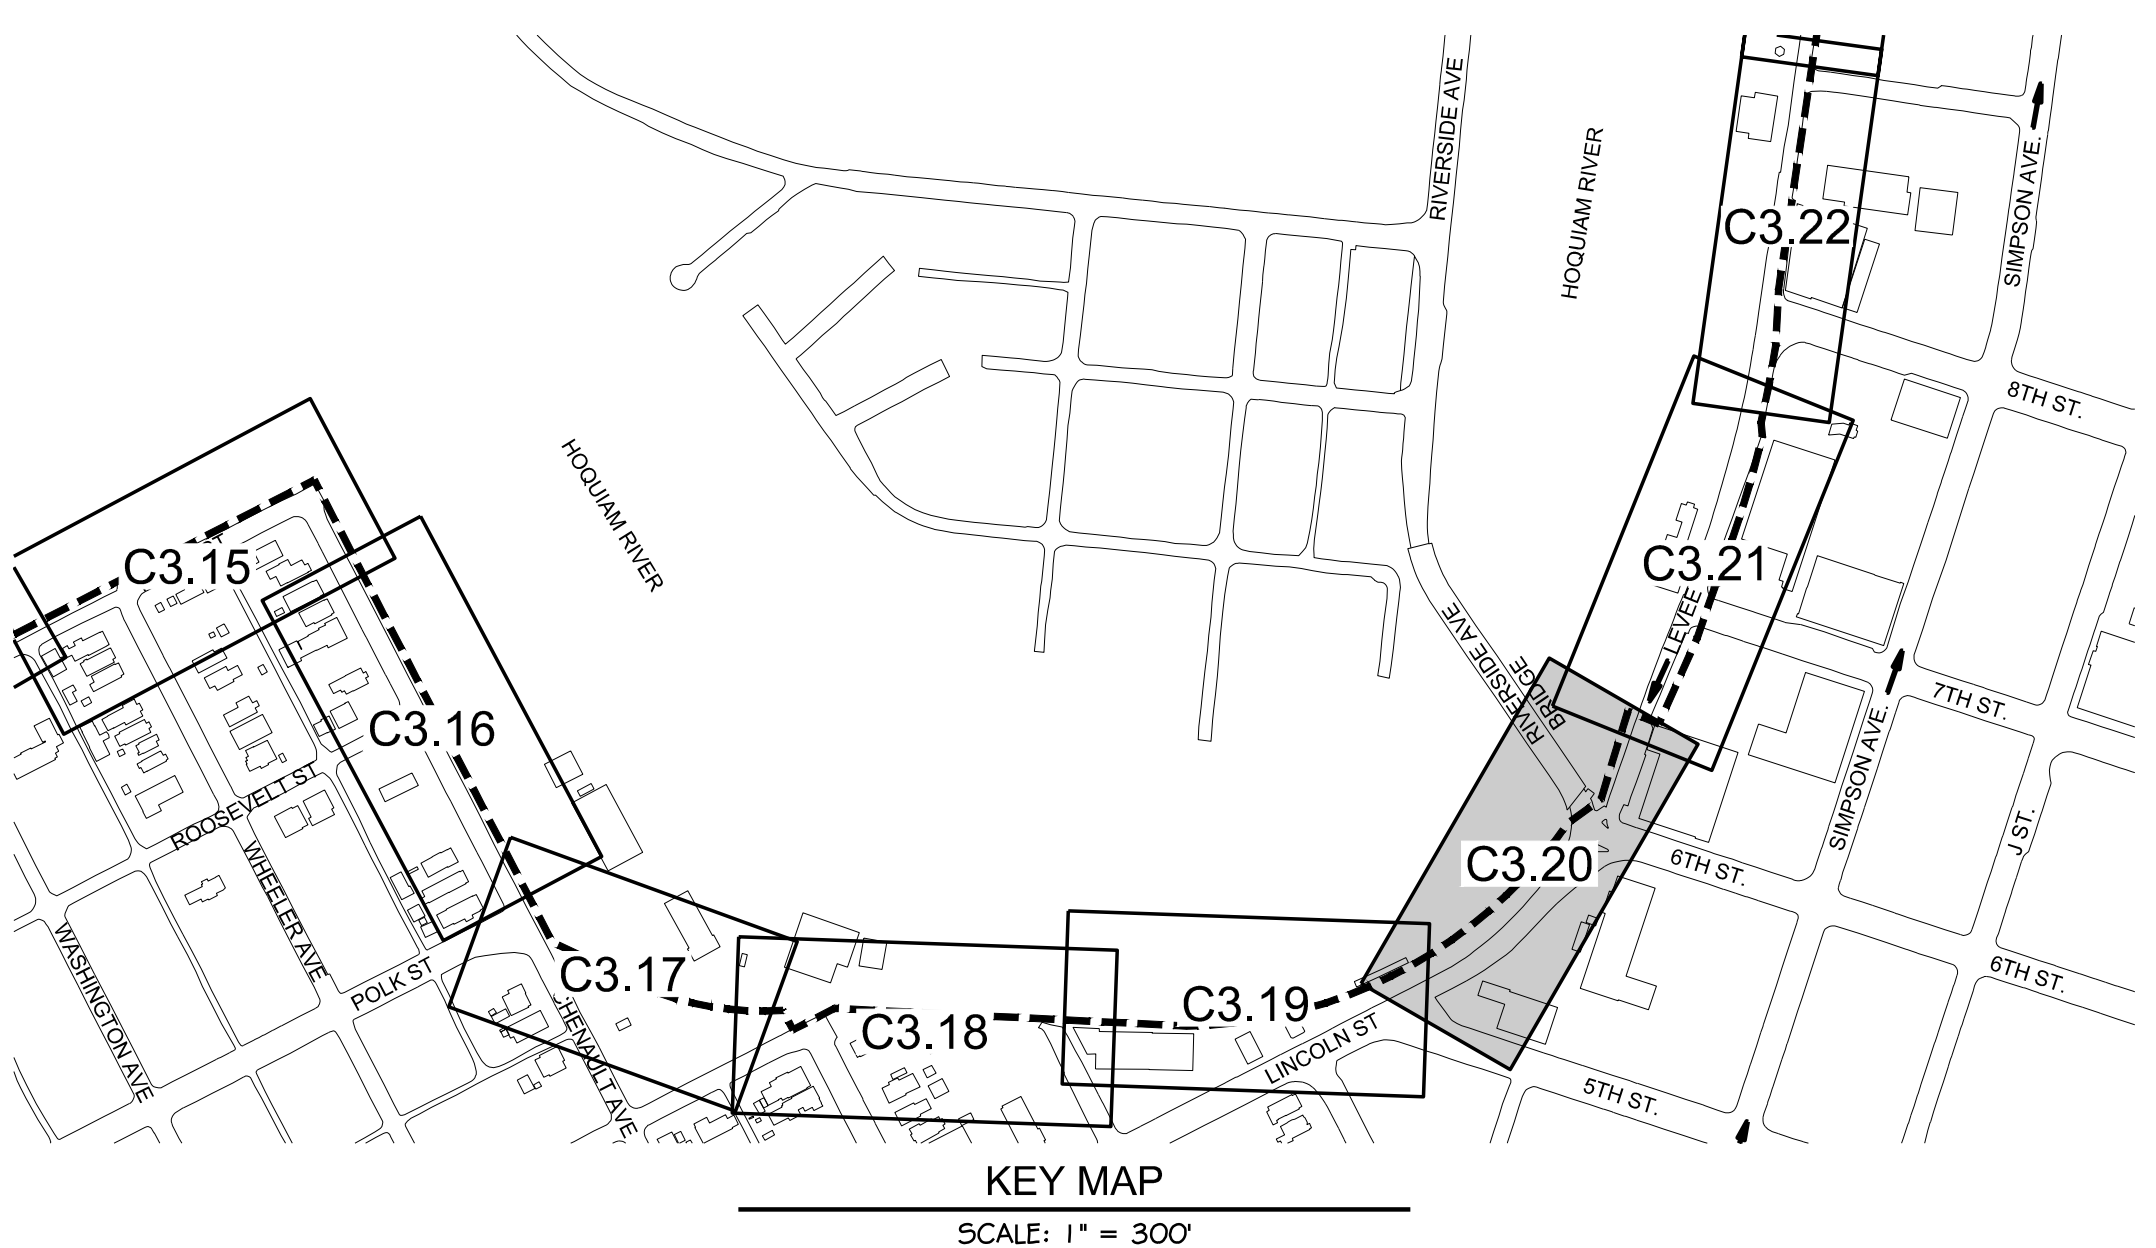 RIVERSIDE AVE
HOQUIAM RIVER
SIMPSON AVE.
C3.22
8TH ST.
HOQUIAM RIVER
ST
C3.15
C3.21
LEVEE
RIVERSIDE AVE
RIVERSIDE
BRIDGE
7TH ST.
C3.16
SIMPSON AVE.
ROOSEVELT ST
J ST.
C3.20
6TH ST.
WHEELER AVE
WASHINGTON AVE
POLK ST
C3.17
6TH ST.
C3.19
C3.18
CHENAULT AVE
LINCOLN ST
5TH ST.
KEY MAP
SCALE: 1" = 300'